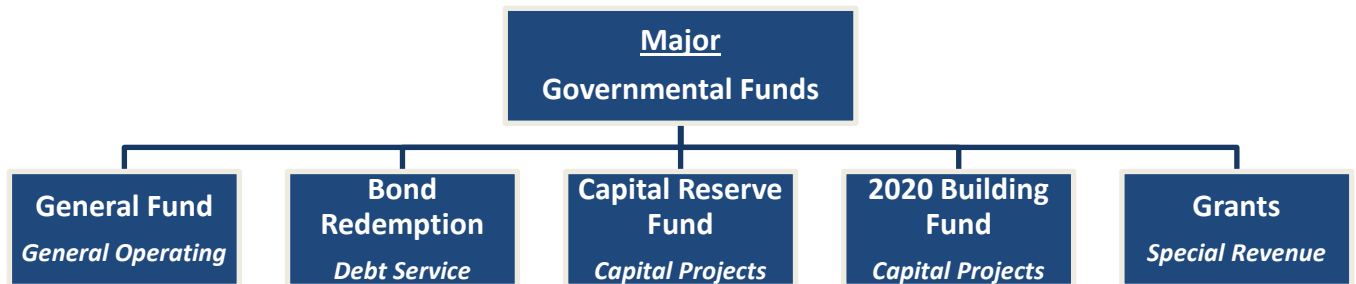 Major
Governmental Funds
General Fund
General Operating
Bond
Redemption
Debt Service
Capital Reserve
Fund
Capital Projects
2020 Building
Fund
Capital Projects
Grants
Special Revenue